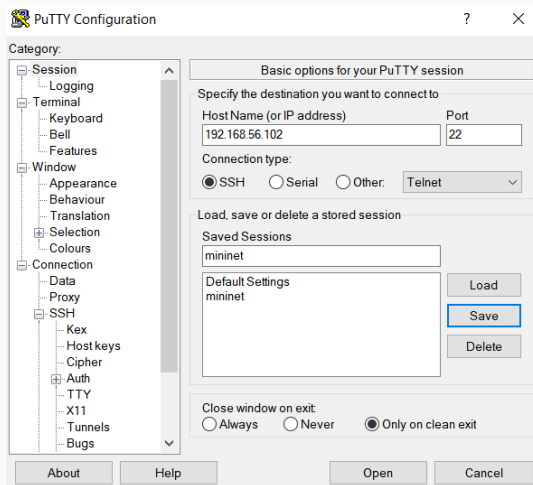 PuTTY Configuration
?
×
Category:
Session
Logging
Terminal
Keyboard
Bell
Features
Window
Appearance
Behaviour
Translation
Selection
Colours
Connection
Data
Proxy
SSH
Kex
Host keys
Cipher
Auth
TTY
X11
Tunnels
Bugs
Basic options for your PuTTY session
Specify the destination you want to connect to
Host Name (or IP address) Port
192.168.56.102 22
Connection type:
SSH Serial Other: Telnet
Load, save or delete a stored session
Saved Sessions
mininet
Default Settings
mininet
Load
Save
Delete
Close window on exit:
Always Never Only on clean exit
About Help Open Cancel